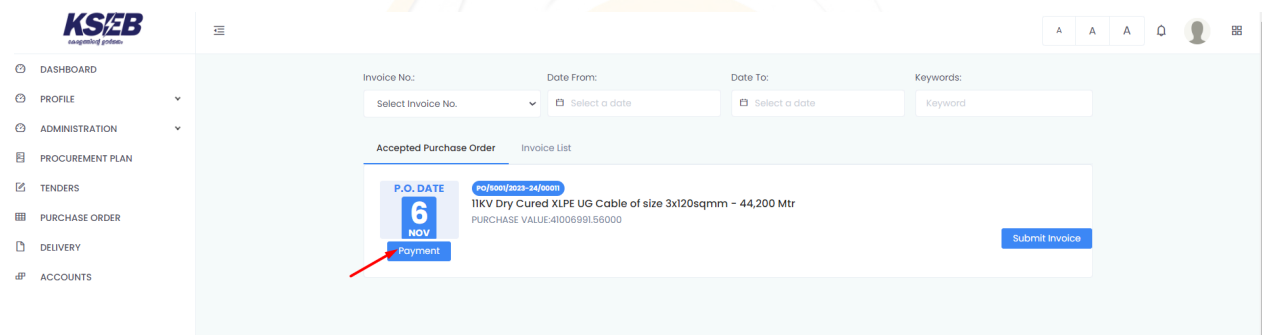 KSEB
A A A
DASHBOARD
PROFILE
ADMINISTRATION
PROCUREMENT PLAN
TENDERS
PURCHASE ORDER
DELIVERY
ACCOUNTS
Invoice No.: Date From: Date To: Keywords:
Select Invoice No. Select a date Select a date Keyword
Accepted Purchase Order Invoice List
P.O. DATE
6
NOV
Payment
PO/5001/2023-24/00011
11KV Dry Cured XLPE UG Cable of size 3x120sqmm - 44,200 Mtr
PURCHASE VALUE:41006991.56000
Submit Invoice